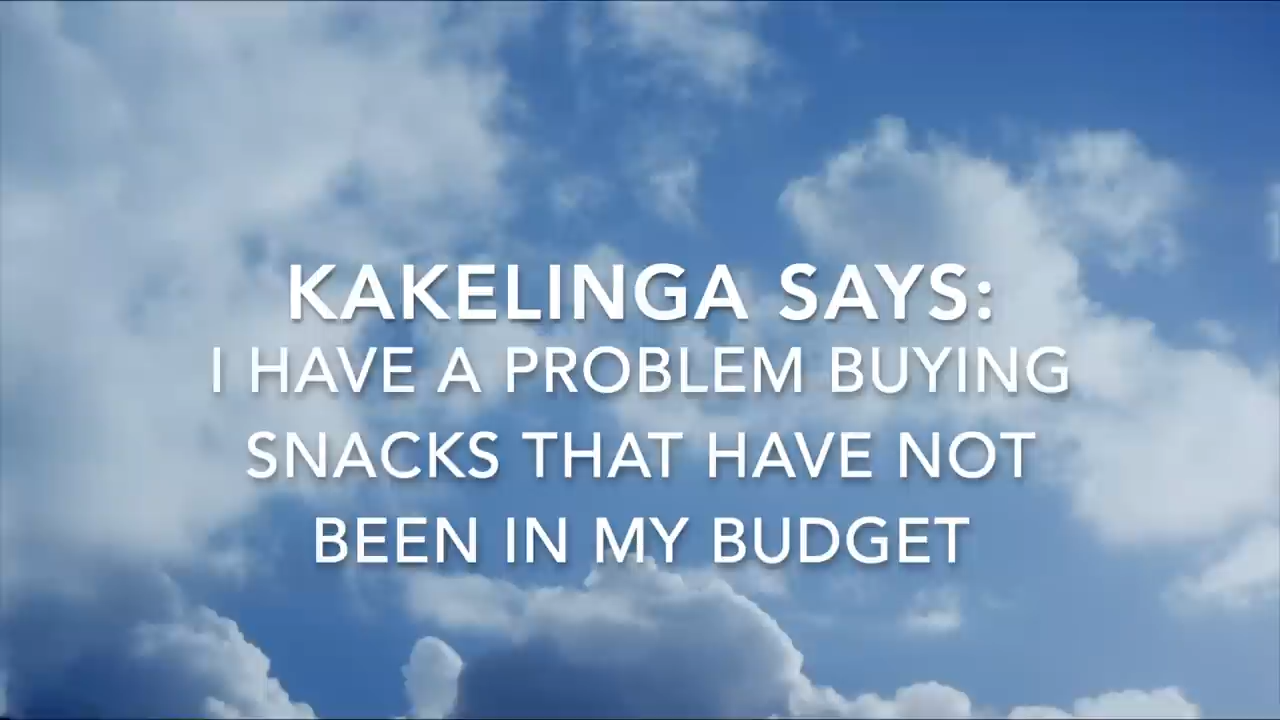 KAKELINGA SAYS:
I HAVE A PROBLEM BUYING
SNACKS THAT HAVE NOT
BEEN IN MY BUDGET